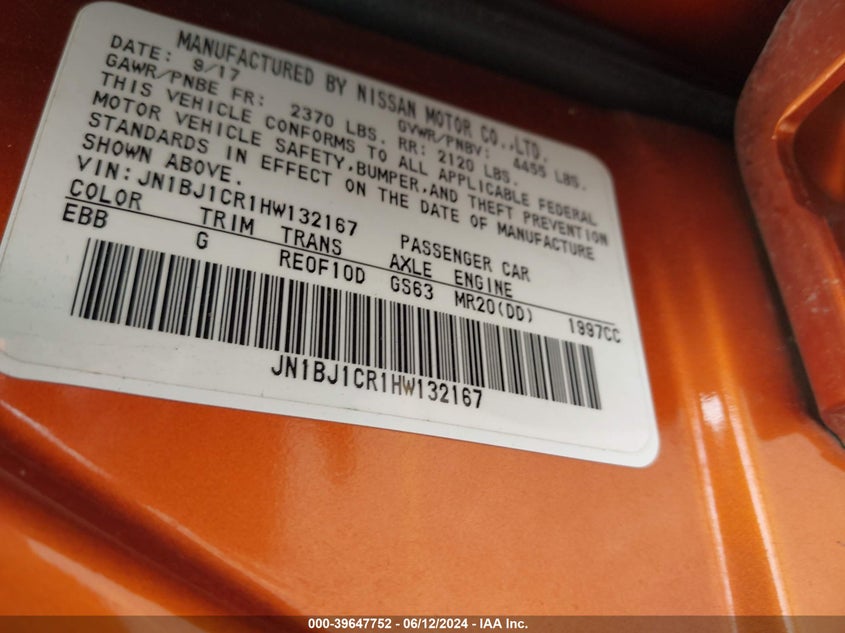 MANUFACTURED BY NISSAN MOTOR CO.,LTD.
DATE: 9/17 GVWR/PNBV: 4455 LBS.
GAWR/PNBE FR: 2370 LBS. RR: 2120 LBS.
THIS VEHICLE CONFORMS TO ALL APPLICABLE FEDERAL
MOTOR VEHICLE SAFETY,BUMPER,AND THEFT PREVENTION
STANDARDS IN EFFECT ON THE DATE OF MANUFACTURE
SHOWN ABOVE.
VIN:JN1BJ1CR1HW132167 PASSENGER CAR
COLOR TRIM TRANS AXLE ENGINE
EBB G RE0F10D GS63 MR20(DD) 1997CC
JN1BJ1CR1HW132167
000-39647752 - 06/12/2024 - IAA Inc.